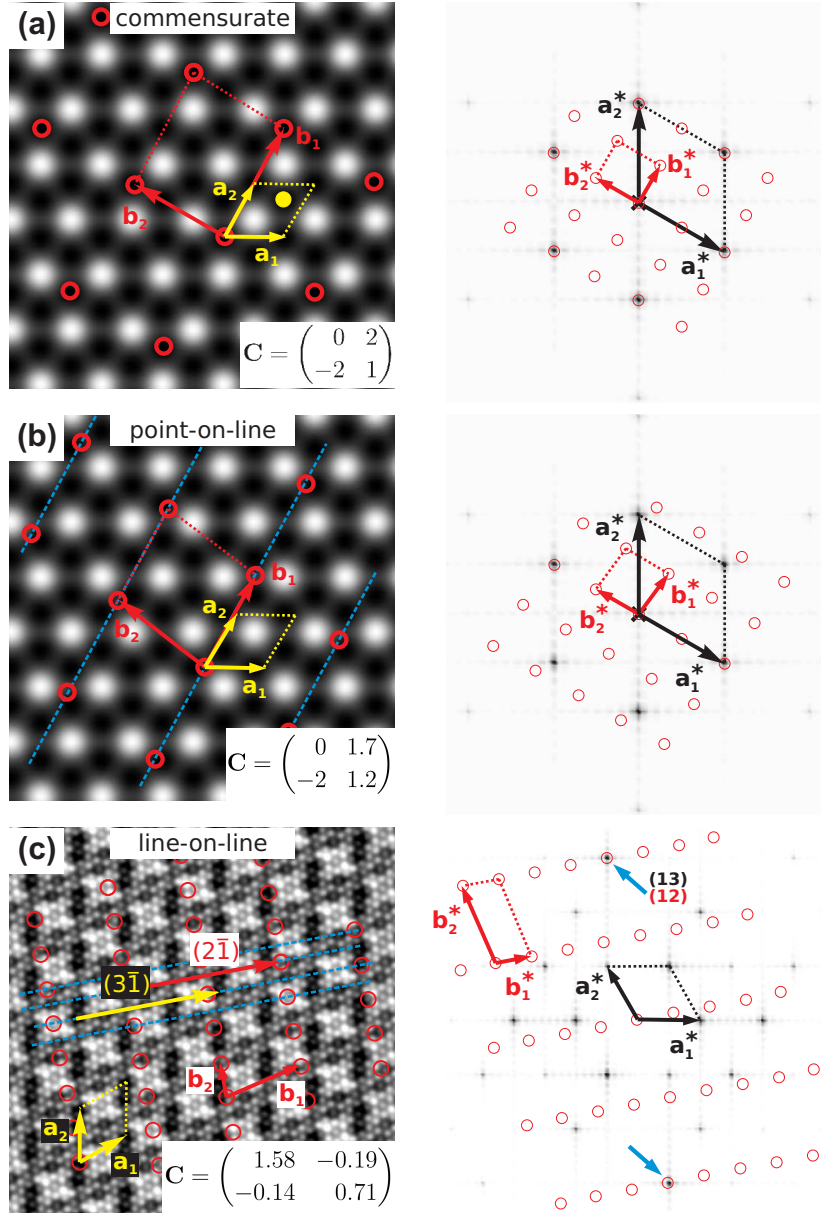 (a) commensurate
b₁
a₂
b₂
a₁
C = ( 0 2
−2 1 )
a₂*
b₂* b₁*
a₁*
(b) point-on-line
b₁
a₂
b₂
a₁
C = ( 0 1.7
−2 1.2 )
a₂*
b₂* b₁*
a₁*
(c) line-on-line
(21̄)
(31̄)
b₂ b₁
a₂
a₁
C = ( 1.58 −0.19
−0.14 0.71 )
(13)
(12)
b₂*
b₁*
a₂*
a₁*